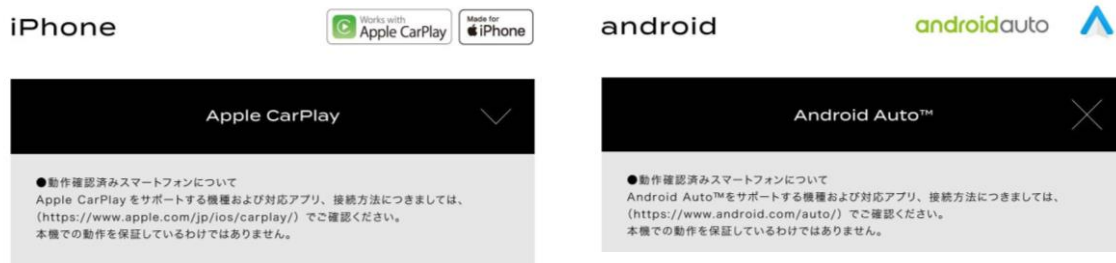 iPhone
Works with
Apple CarPlay
Made for
iPhone
Apple CarPlay
●動作確認済みスマートフォンについて
Apple CarPlayをサポートする機種および対応アプリ、接続方法につきましては、
（https://www.apple.com/jp/ios/carplay/）でご確認ください。
本機での動作を保証しているわけではありません。
android
androidauto
Android Auto™
●動作確認済みスマートフォンについて
Android Auto™をサポートする機種および対応アプリ、接続方法につきましては、
（https://www.android.com/auto/）でご確認ください。
本機での動作を保証しているわけではありません。